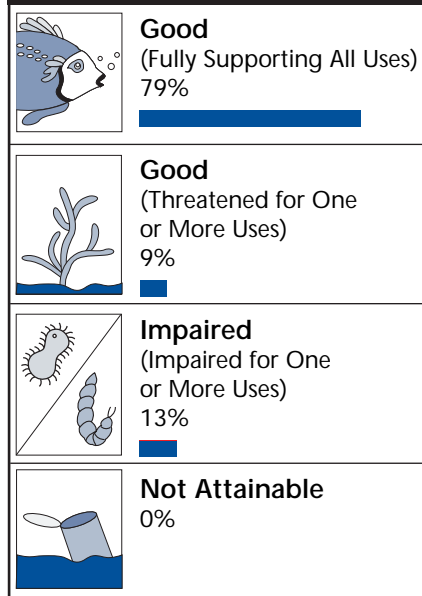 Good
(Fully Supporting All Uses)
79%
Good
(Threatened for One
or More Uses)
9%
Impaired
(Impaired for One
or More Uses)
13%
Not Attainable
0%